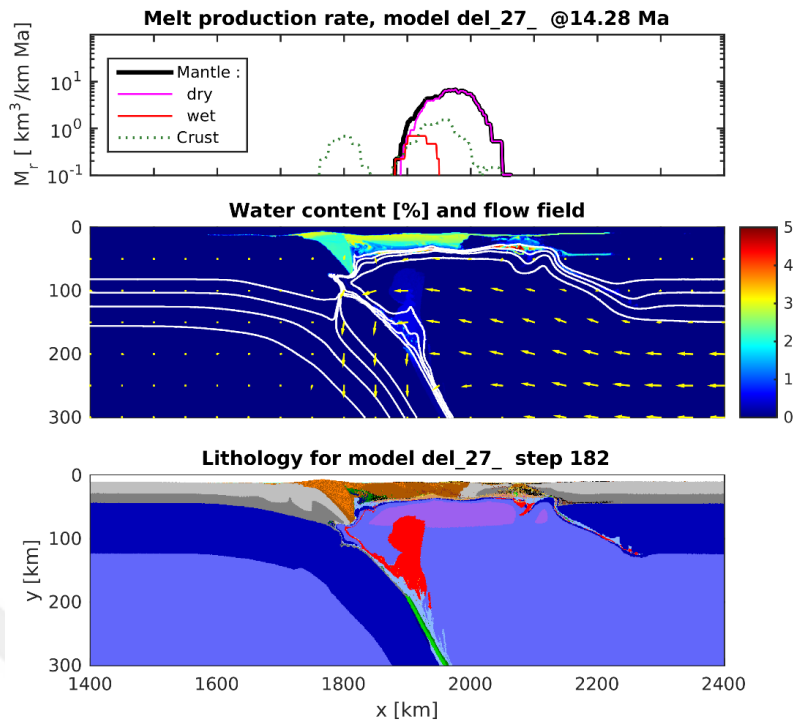 Melt production rate, model del_27_ @14.28 Ma
M_r [ km^3/km Ma]
10^1
10^0
10^-1
Mantle :
dry
wet
Crust
Water content [%] and flow field
0
100
200
300
5
4
3
2
1
0
Lithology for model del_27_ step 182
y [km]
0
100
200
300
1400 1600 1800 2000 2200 2400
x [km]